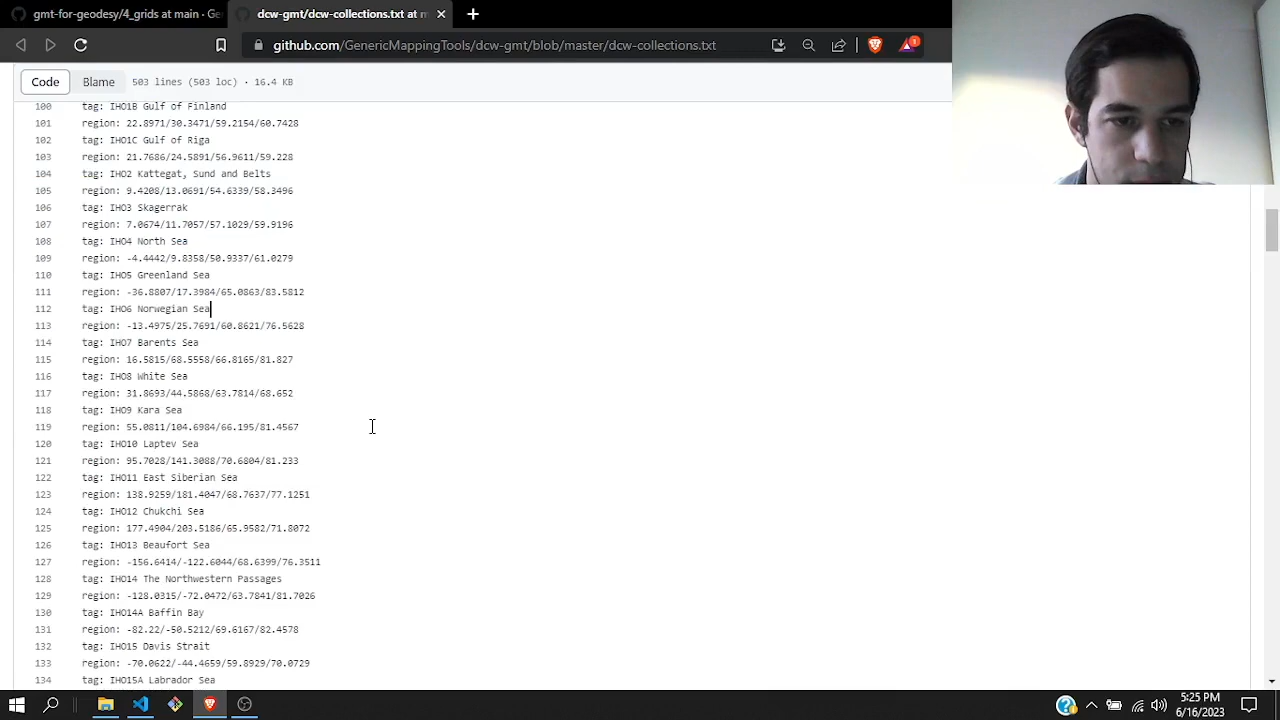 gmt-for-geodesy/4_grids at main · Ge
dcw-gmt/dcw-collections.txt at m
github.com/GenericMappingTools/dcw-gmt/blob/master/dcw-collections.txt
1
Code
Blame
503 lines (503 loc) · 16.4 KB
100 tag: IHO1B Gulf of Finland
101 region: 22.8971/30.3471/59.2154/60.7428
102 tag: IHO1C Gulf of Riga
103 region: 21.7686/24.5891/56.9611/59.228
104 tag: IHO2 Kattegat, Sund and Belts
105 region: 9.4208/13.0691/54.6339/58.3496
106 tag: IHO3 Skagerrak
107 region: 7.0674/11.7057/57.1029/59.9196
108 tag: IHO4 North Sea
109 region: -4.4442/9.8358/50.9337/61.0279
110 tag: IHO5 Greenland Sea
111 region: -36.8807/17.3984/65.0863/83.5812
112 tag: IHO6 Norwegian Sea
113 region: -13.4975/25.7691/60.8621/76.5628
114 tag: IHO7 Barents Sea
115 region: 16.5815/68.5558/66.8165/81.827
116 tag: IHO8 White Sea
117 region: 31.8693/44.5868/63.7814/68.652
118 tag: IHO9 Kara Sea
119 region: 55.0811/104.6984/66.195/81.4567
120 tag: IHO10 Laptev Sea
121 region: 95.7028/141.3088/70.6804/81.233
122 tag: IHO11 East Siberian Sea
123 region: 138.9259/181.4047/68.7637/77.1251
124 tag: IHO12 Chukchi Sea
125 region: 177.4904/203.5186/65.9582/71.8072
126 tag: IHO13 Beaufort Sea
127 region: -156.6414/-122.6044/68.6399/76.3511
128 tag: IHO14 The Northwestern Passages
129 region: -128.0315/-72.0472/63.7841/81.7026
130 tag: IHO14A Baffin Bay
131 region: -82.22/-50.5212/69.6167/82.4578
132 tag: IHO15 Davis Strait
133 region: -70.0622/-44.4659/59.8929/70.0729
134 tag: IHO15A Labrador Sea
5:25 PM
6/16/2023